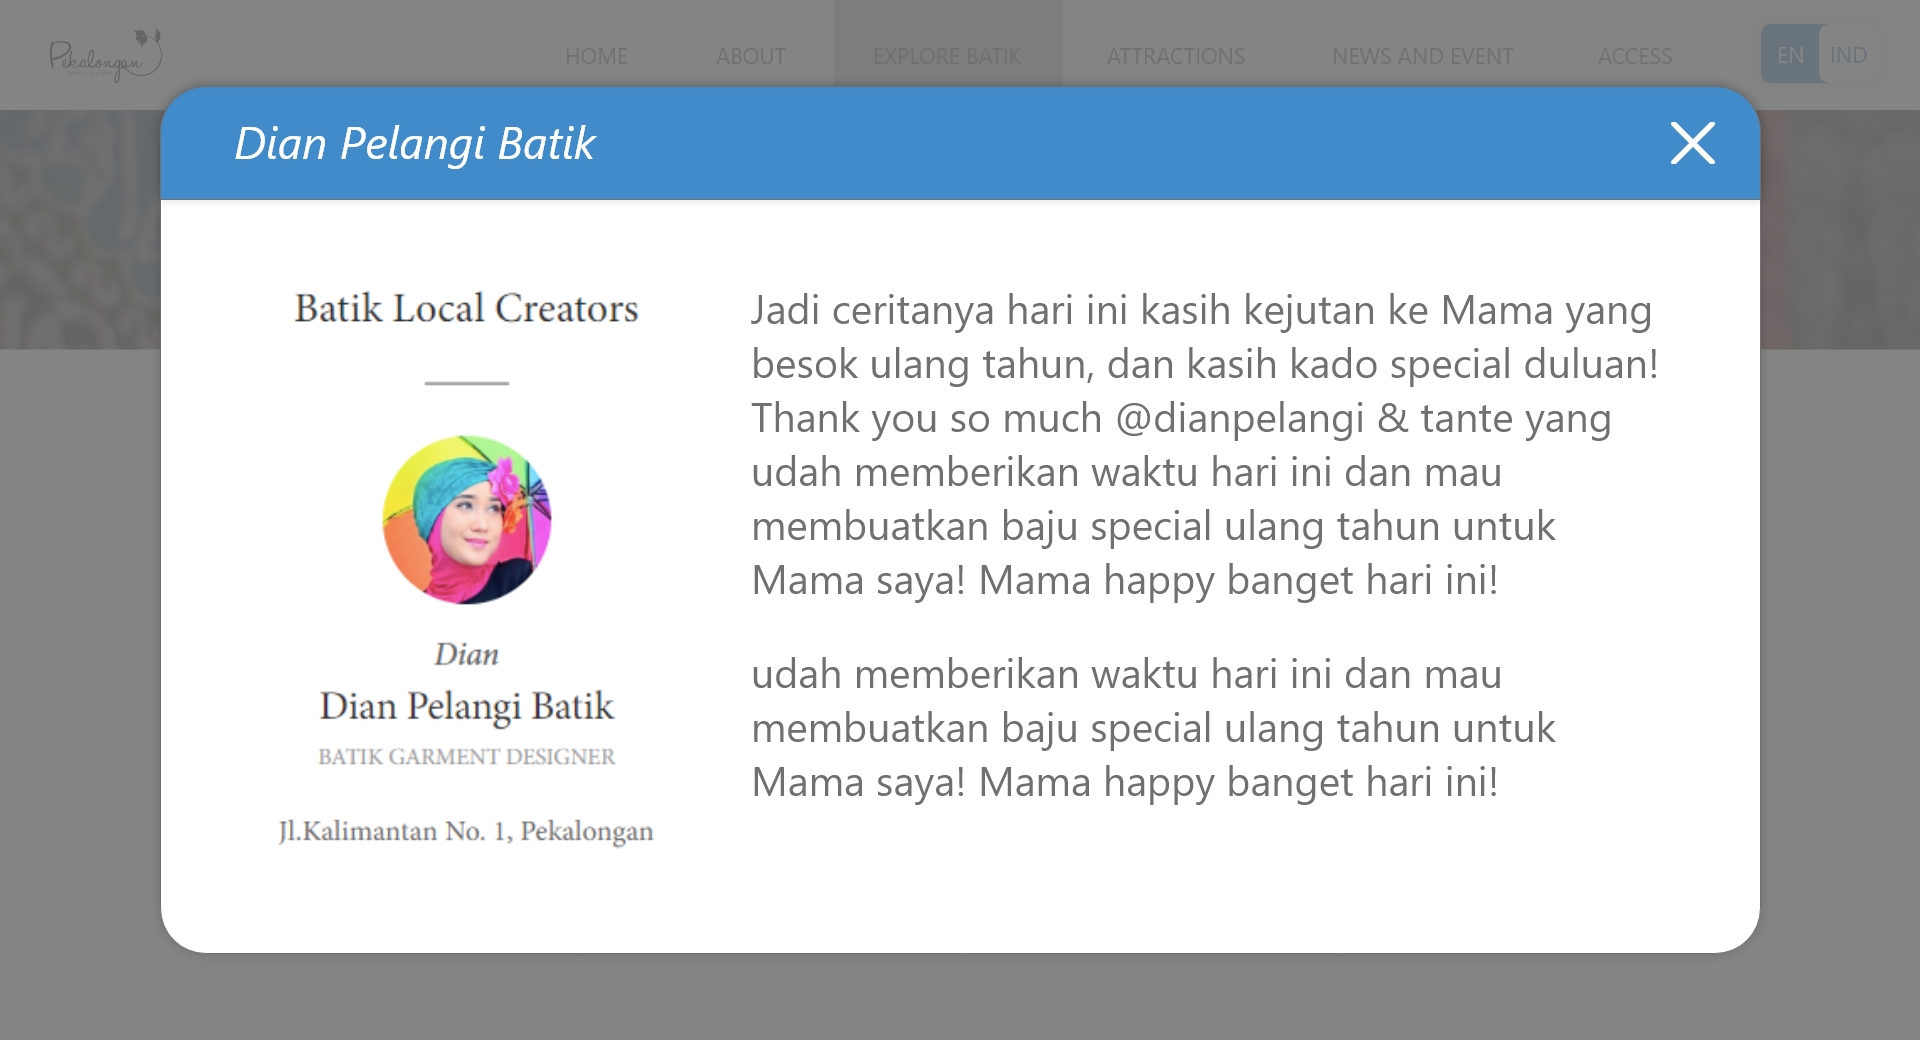 Pekalongan
HOME
ABOUT
EXPLORE BATIK
ATTRACTIONS
NEWS AND EVENT
ACCESS
EN
IND
Dian Pelangi Batik
Batik Local Creators
Dian
Dian Pelangi Batik
BATIK GARMENT DESIGNER
Jl.Kalimantan No. 1, Pekalongan
Jadi ceritanya hari ini kasih kejutan ke Mama yang
besok ulang tahun, dan kasih kado special duluan!
Thank you so much @dianpelangi & tante yang
udah memberikan waktu hari ini dan mau
membuatkan baju special ulang tahun untuk
Mama saya! Mama happy banget hari ini!
udah memberikan waktu hari ini dan mau
membuatkan baju special ulang tahun untuk
Mama saya! Mama happy banget hari ini!